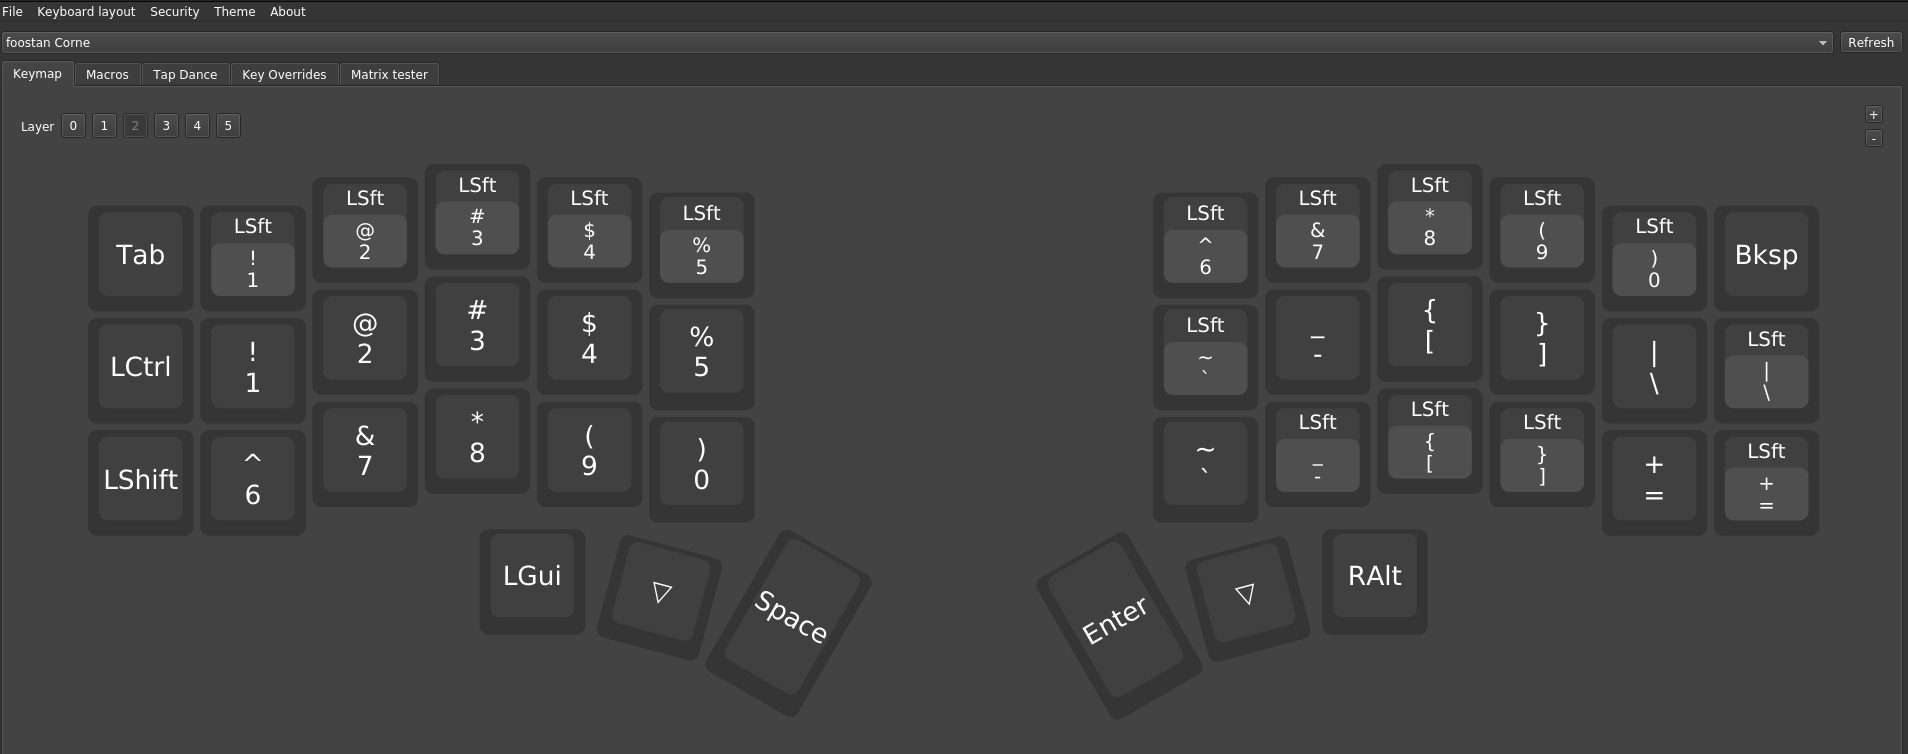 File Keyboard layout Security Theme About
foostan Corne Refresh
Keymap Macros Tap Dance Key Overrides Matrix tester
Layer 0 1 2 3 4 5 +
-
Tab LSft ! 1 LSft @ 2 LSft # 3 LSft $ 4 LSft % 5 LSft ^ 6 LSft & 7 LSft * 8 LSft ( 9 LSft ) 0 Bksp
LCtrl ! 1 @ 2 # 3 $ 4 % 5 LSft ~ ` _ - { [ } ] | \ LSft | \
LShift ^ 6 & 7 * 8 ( 9 ) 0 ~ ` LSft _ - LSft { [ LSft } ] + = LSft + =
LGui ▽ Space Enter ▽ RAlt